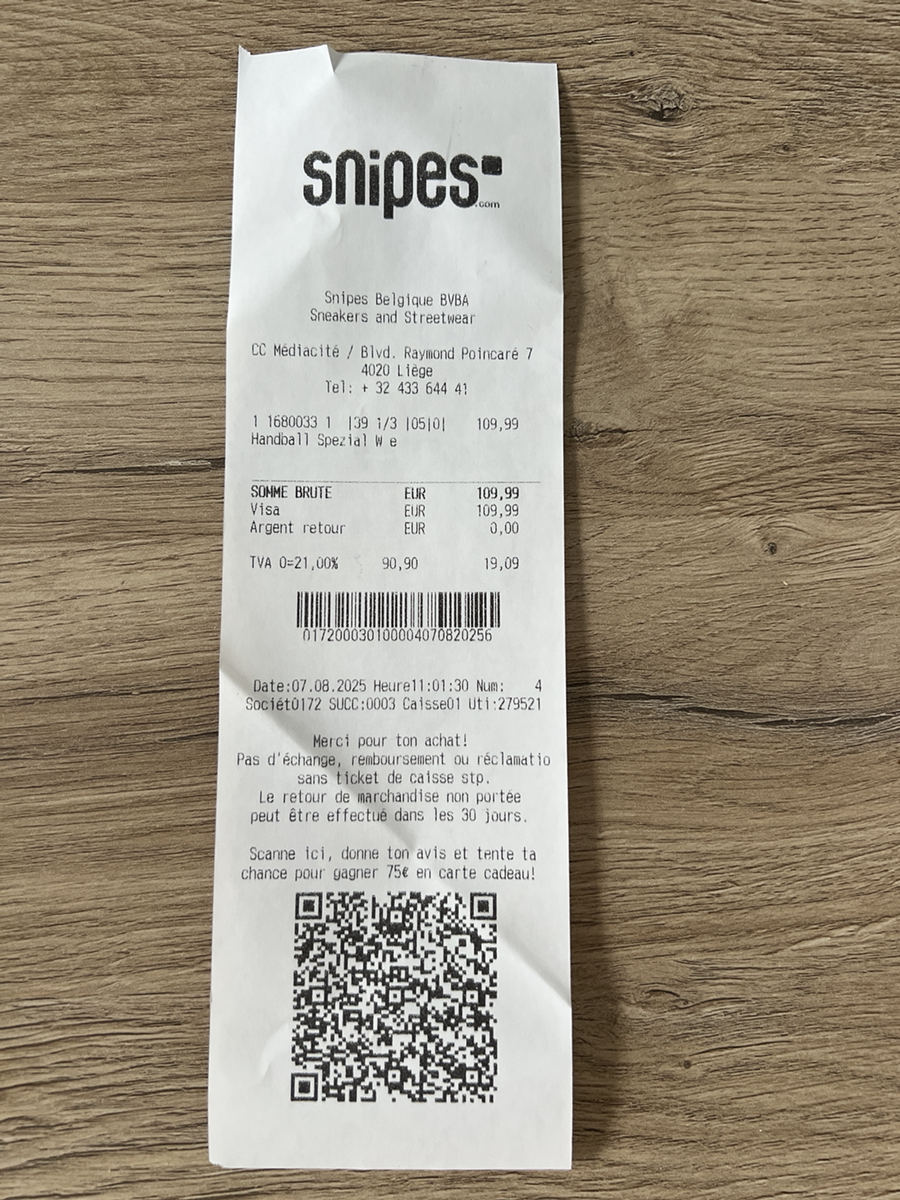 snipes
.com
Snipes Belgique BVBA
Sneakers and Streetwear
CC Médiacité / Blvd. Raymond Poincaré 7
4020 Liège
Tel: + 32 433 644 41
1 1680033 1 |39 1/3 |05|0| 109,99
Handball Spezial W e
SOMME BRUTE EUR 109,99
Visa EUR 109,99
Argent retour EUR 0,00
TVA 0=21,00% 90,90 19,09
017200030100004070820256
Date:07.08.2025 Heure11:01:30 Num: 4
Sociét0172 SUCC:0003 Caisse01 Uti:279521
Merci pour ton achat!
Pas d'échange, remboursement ou réclamatio
sans ticket de caisse stp.
Le retour de marchandise non portée
peut être effectué dans les 30 jours.
Scanne ici, donne ton avis et tente ta
chance pour gagner 75€ en carte cadeau!